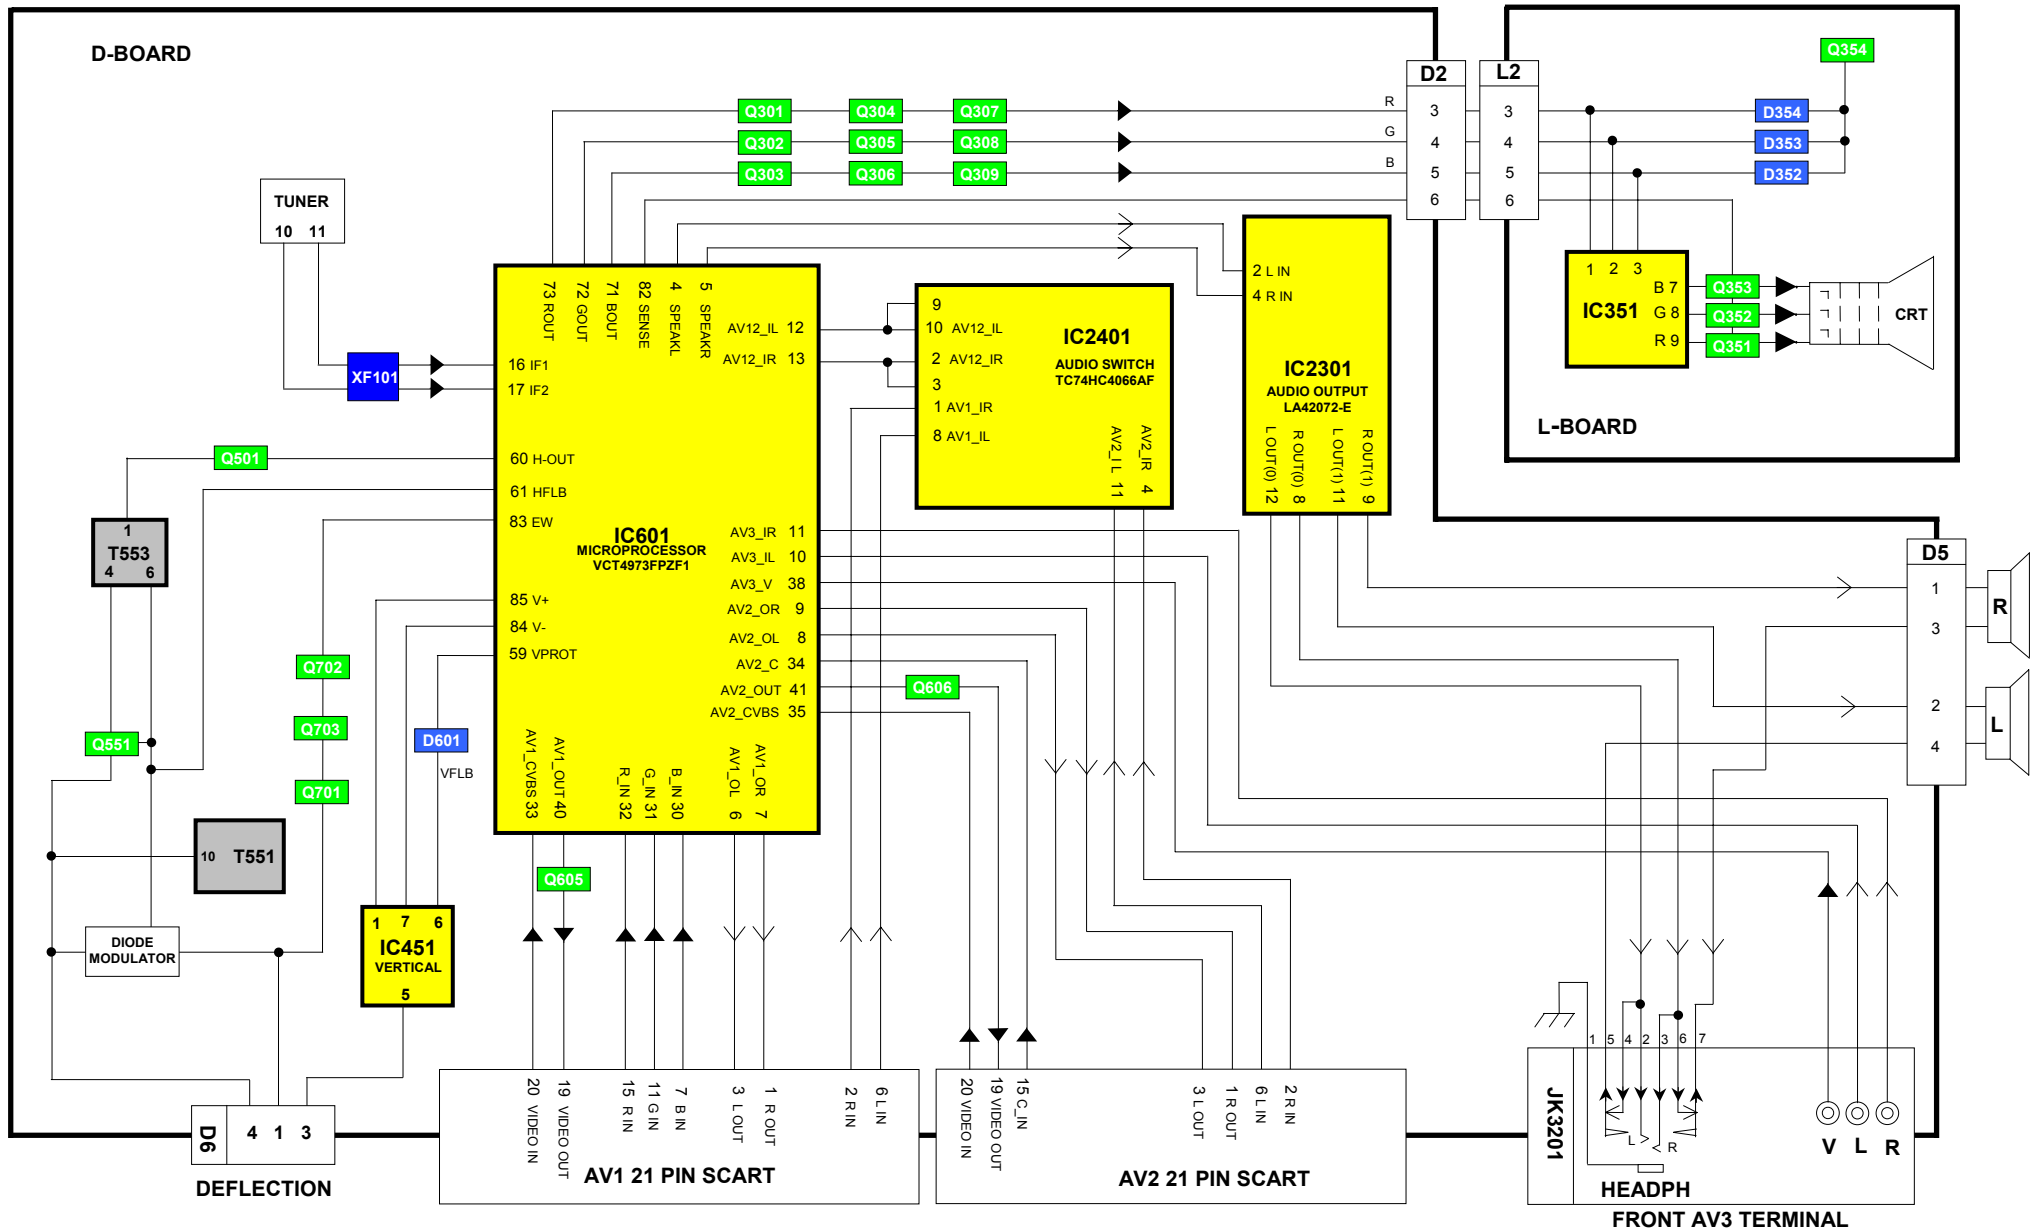 D-BOARD
D2
L2
Q354
Q301
Q304
Q307
R
3
3
D354
Q302
Q305
Q308
G
4
4
D353
Q303
Q306
Q309
B
5
5
D352
6
6
TUNER
10 11
XF101
73 ROUT
72 GOUT
71 BOUT
82 SENSE
4 SPEAKL
5 SPEAKR
16 IF1
17 IF2
60 H-OUT
61 HFLB
83 EW
85 V+
84 V-
59 VPROT
IC601
MICROPROCESSOR
VCT4973FPZF1
AV12_IL 12
AV12_IR 13
AV3_IR 11
AV3_IL 10
AV3_V 38
AV2_OR 9
AV2_OL 8
AV2_C 34
AV2_OUT 41
AV2_CVBS 35
AV1_CVBS 33
AV1_OUT 40
R_IN 32
G_IN 31
B_IN 30
AV1_OL 6
AV1_OR 7
9
10 AV12_IL
2 AV12_IR
3
1 AV1_IR
8 AV1_IL
IC2401
AUDIO SWITCH
TC74HC4066AF
AV2_I L 11
AV2_IR 4
2 L IN
4 R IN
IC2301
AUDIO OUTPUT
LA42072-E
L OUT(0) 12
R OUT(0) 8
L OUT(1) 11
R OUT(1) 9
1 2 3
IC351
B 7
G 8
R 9
Q353
Q352
Q351
CRT
L-BOARD
Q501
1
T553
4 6
Q551
Q702
Q703
Q701
D601
VFLB
10 T551
DIODE
MODULATOR
1 7 6
IC451
VERTICAL
5
Q605
Q606
D5
1
3
2
4
R
L
D6
4 1 3
DEFLECTION
20 VIDEO IN
19 VIDEO OUT
15 R IN
11 G IN
7 B IN
3 L OUT
1 R OUT
2 R IN
6 L IN
AV1 21 PIN SCART
20 VIDEO IN
19 VIDEO OUT
15 C_IN
3 L OUT
1 R OUT
6 L IN
2 R IN
AV2 21 PIN SCART
1 5 4 2 3 6 7
JK3201
L
R
HEADPH
V L R
FRONT AV3 TERMINAL